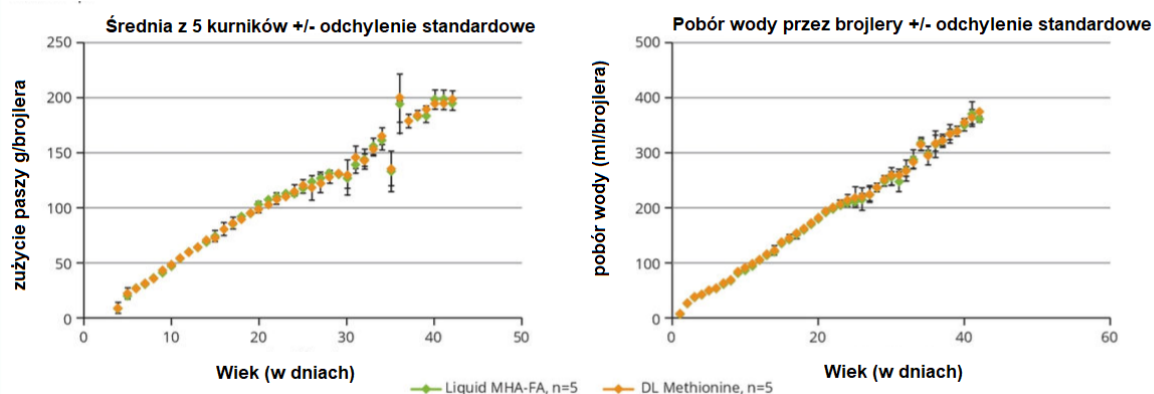 Średnia z 5 kurników +/- odchylenie standardowe
250
200
150
100
50
0
zużycie paszy g/brojlera
0 10 20 30 40 50
Wiek (w dniach)
Pobór wody przez brojlery +/- odchylenie standardowe
500
400
300
200
100
0
pobór wody (ml/brojlera)
0 20 40 60
Wiek (w dniach)
Liquid MHA-FA, n=5 DL Methionine, n=5